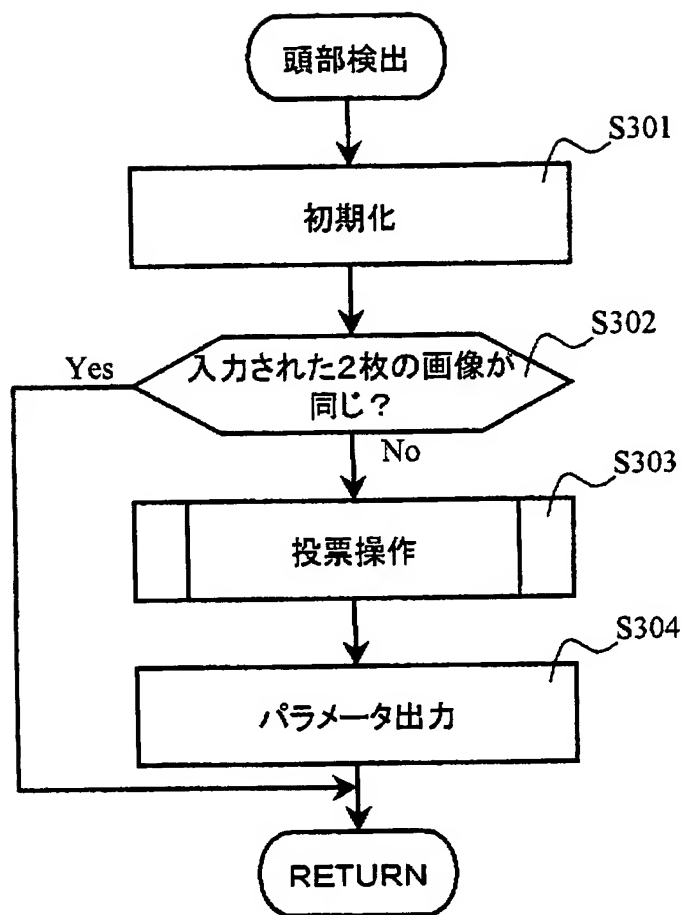 頭部検出
S301
初期化
S302
Yes
入力された2枚の画像が
同じ?
No
S303
投票操作
S304
パラメータ出力
RETURN